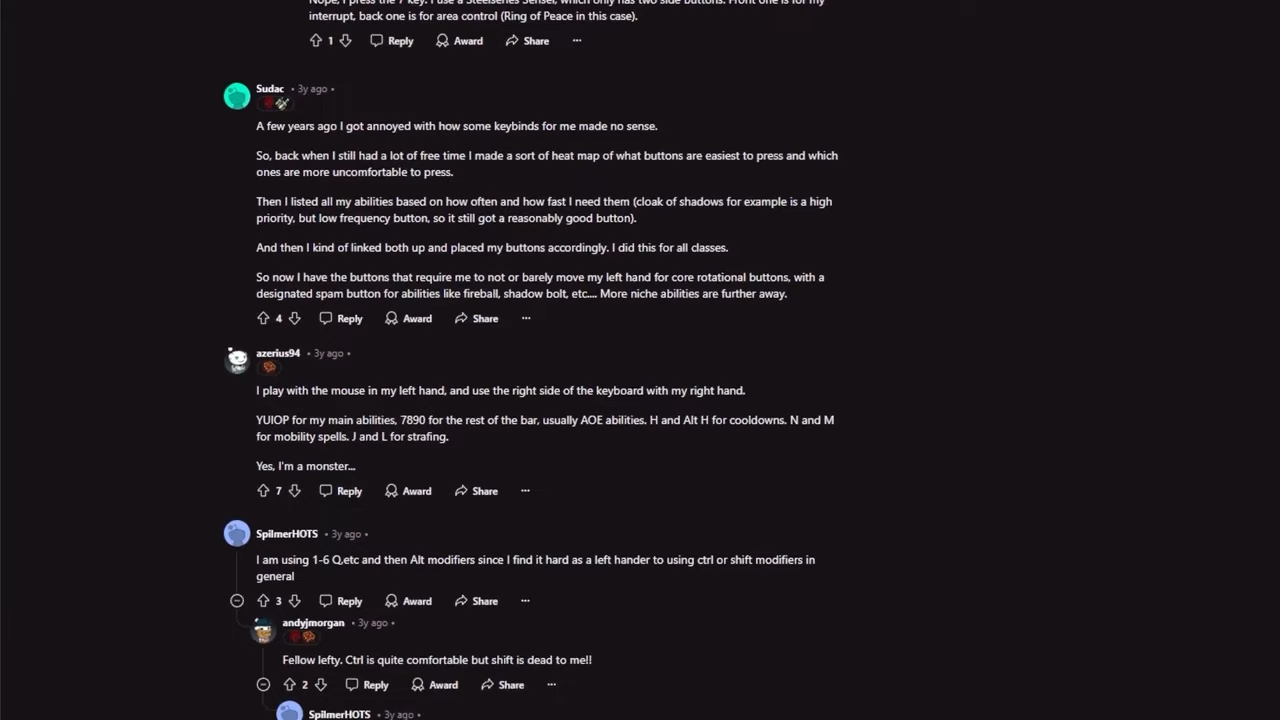 Nope, I press the 7 key. I use a Steelseries Sensei, which only has two side buttons. Front one is for my
interrupt, back one is for area control (Ring of Peace in this case).
1 Reply Award Share ...
Sudac • 3y ago •
A few years ago I got annoyed with how some keybinds for me made no sense.
So, back when I still had a lot of free time I made a sort of heat map of what buttons are easiest to press and which
ones are more uncomfortable to press.
Then I listed all my abilities based on how often and how fast I need them (cloak of shadows for example is a high
priority, but low frequency button, so it still got a reasonably good button).
And then I kind of linked both up and placed my buttons accordingly. I did this for all classes.
So now I have the buttons that require me to not or barely move my left hand for core rotational buttons, with a
designated spam button for abilities like fireball, shadow bolt, etc.... More niche abilities are further away.
4 Reply Award Share ...
azerius94 • 3y ago •
I play with the mouse in my left hand, and use the right side of the keyboard with my right hand.
YUIOP for my main abilities, 7890 for the rest of the bar, usually AOE abilities. H and Alt H for cooldowns. N and M
for mobility spells. J and L for strafing.
Yes, I'm a monster...
7 Reply Award Share ...
SpilmerHOTS • 3y ago •
I am using 1-6 Q,etc and then Alt modifiers since I find it hard as a left hander to using ctrl or shift modifiers in
general
3 Reply Award Share ...
andyjmorgan • 3y ago •
Fellow lefty. Ctrl is quite comfortable but shift is dead to me!!
2 Reply Award Share ...
SpilmerHOTS • 3y ago •